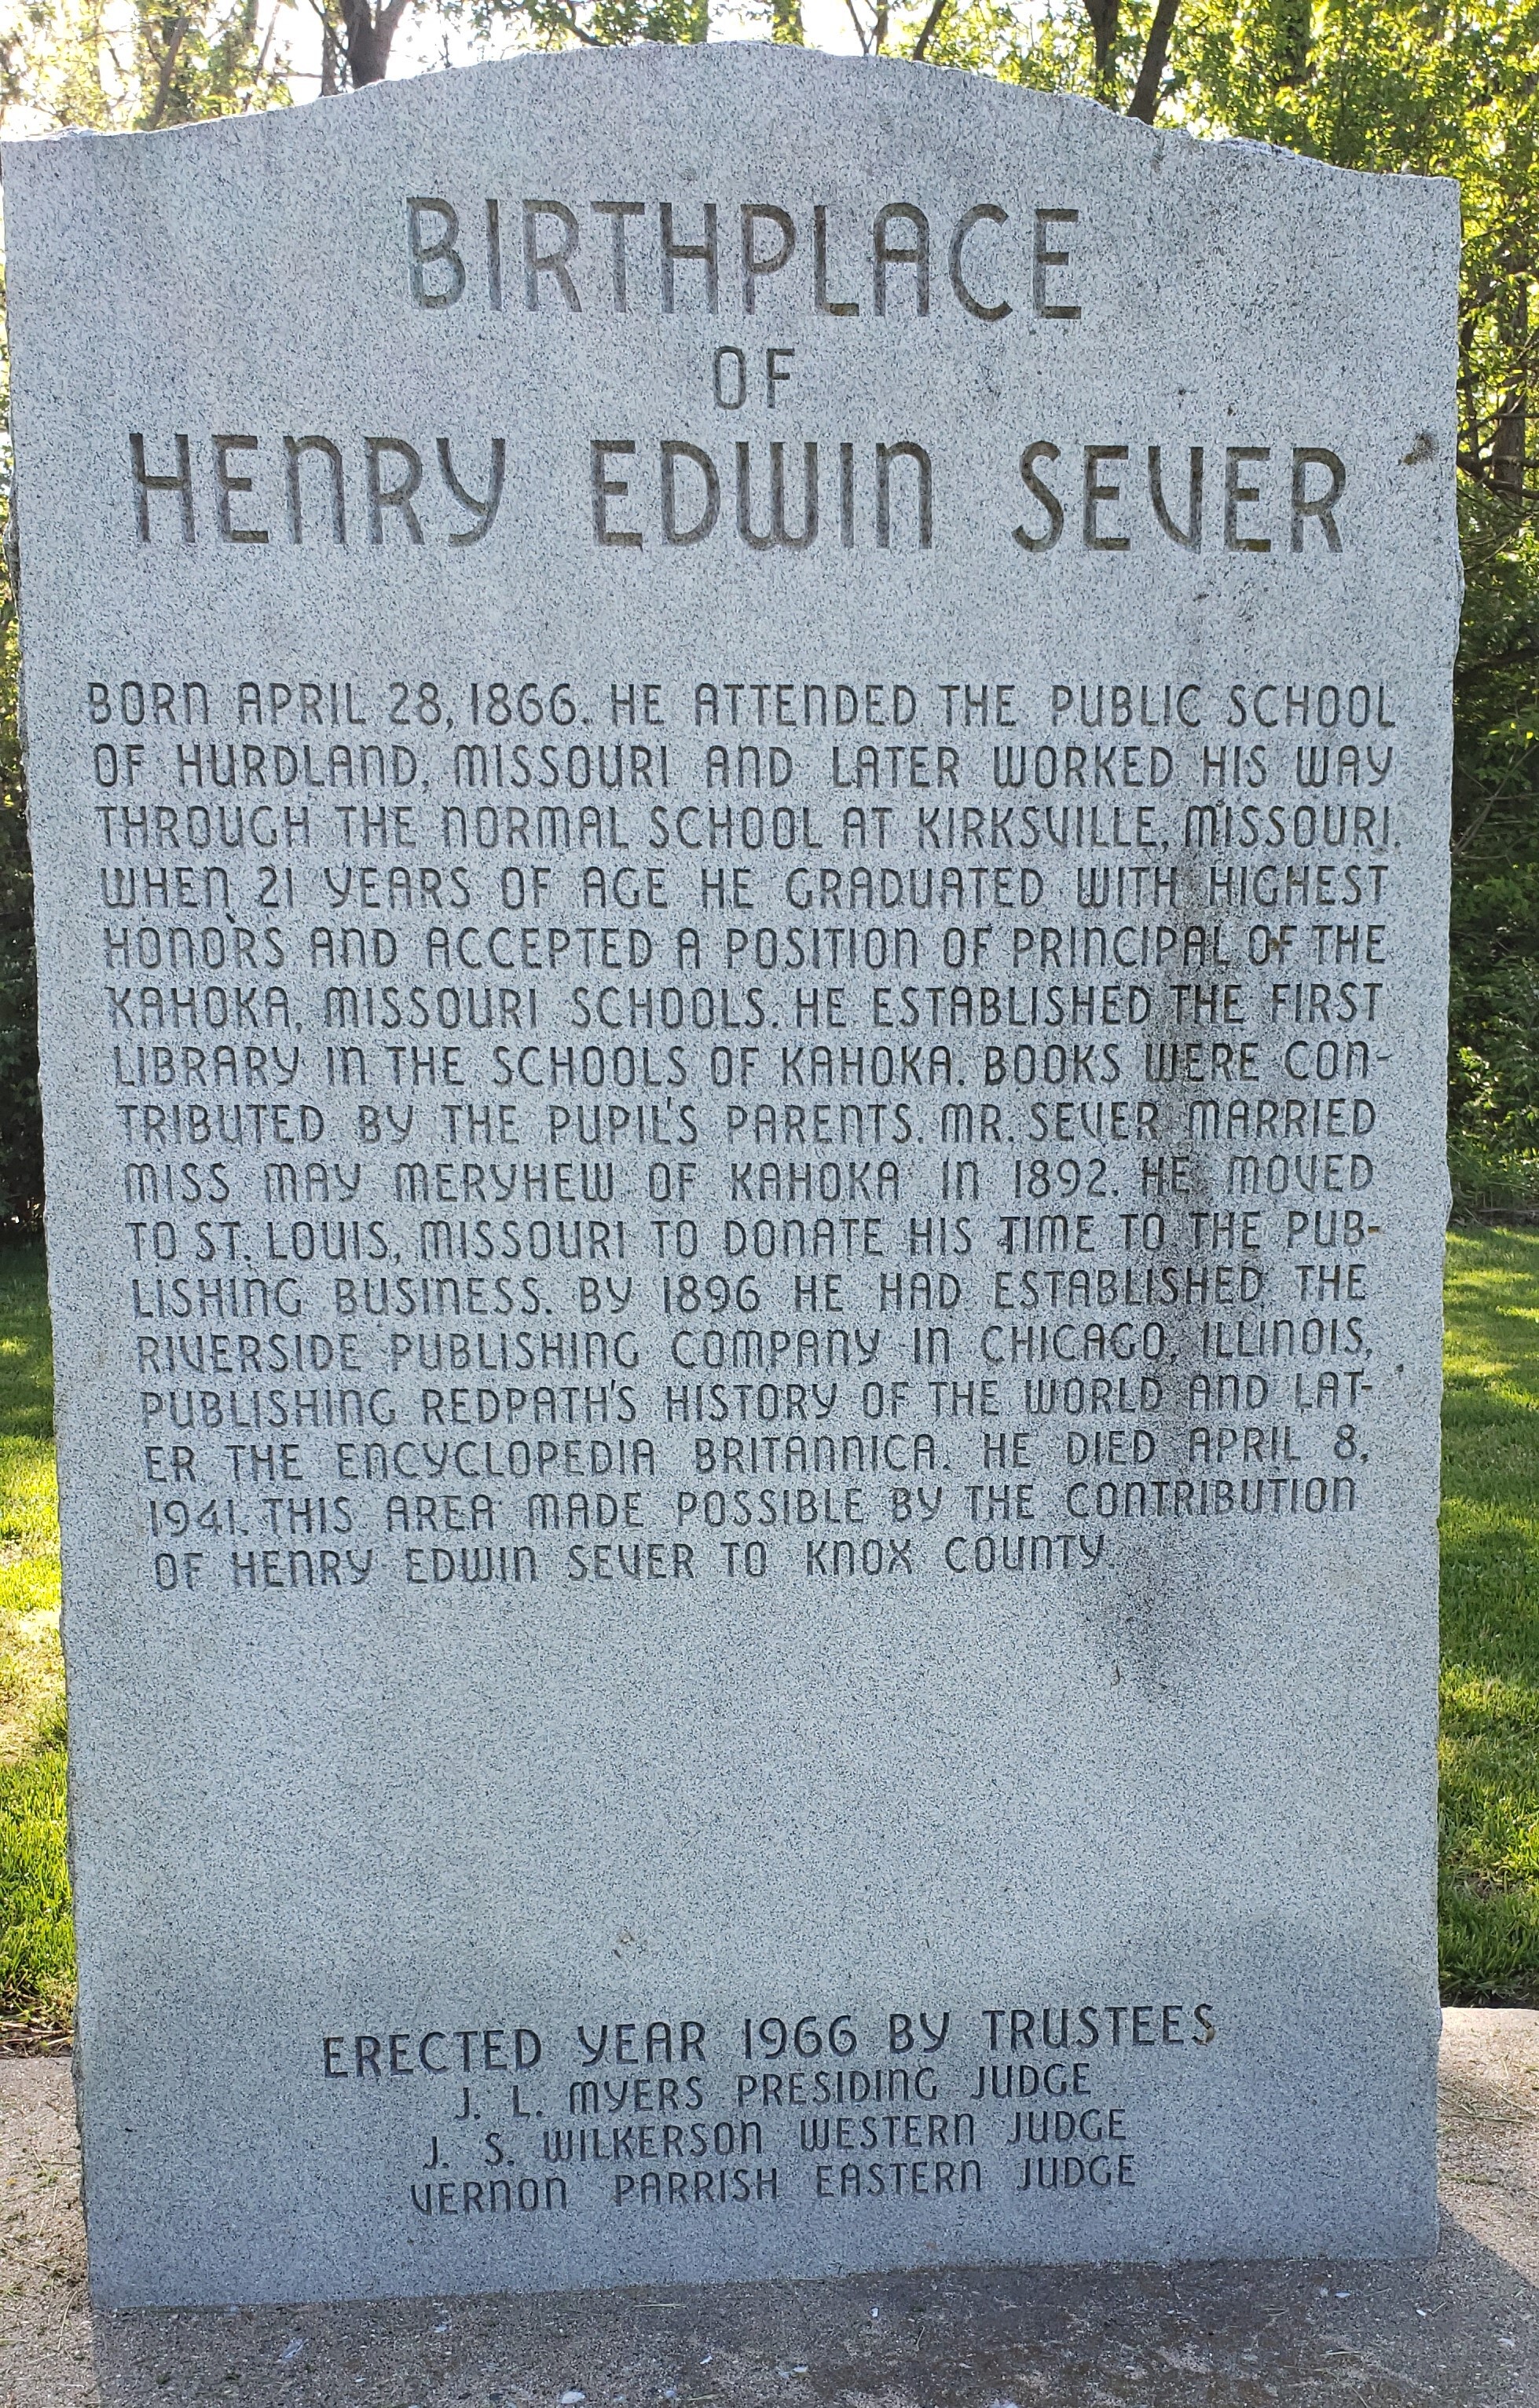 BIRTHPLACE
OF
HENRY EDWIN SEVER
BORN APRIL 28, 1866. HE ATTENDED THE PUBLIC SCHOOL
OF HURDLAND, MISSOURI AND LATER WORKED HIS WAY
THROUGH THE NORMAL SCHOOL AT KIRKSVILLE, MISSOURI.
WHEN 21 YEARS OF AGE HE GRADUATED WITH HIGHEST
HONORS AND ACCEPTED A POSITION OF PRINCIPAL OF THE
KAHOKA, MISSOURI SCHOOLS. HE ESTABLISHED THE FIRST
LIBRARY IN THE SCHOOLS OF KAHOKA. BOOKS WERE CON-
TRIBUTED BY THE PUPIL'S PARENTS. MR. SEVER MARRIED
MISS MAY MERYHEW OF KAHOKA IN 1892. HE MOVED
TO ST. LOUIS, MISSOURI TO DONATE HIS TIME TO THE PUB-
LISHING BUSINESS. BY 1896 HE HAD ESTABLISHED THE
RIVERSIDE PUBLISHING COMPANY IN CHICAGO, ILLINOIS,
PUBLISHING REDPATH'S HISTORY OF THE WORLD AND LAT-
ER THE ENCYCLOPEDIA BRITANNICA. HE DIED APRIL 8,
1941. THIS AREA MADE POSSIBLE BY THE CONTRIBUTION
OF HENRY EDWIN SEVER TO KNOX COUNTY.
ERECTED YEAR 1966 BY TRUSTEES
J. L. MYERS PRESIDING JUDGE
J. S. WILKERSON WESTERN JUDGE
VERNON PARRISH EASTERN JUDGE